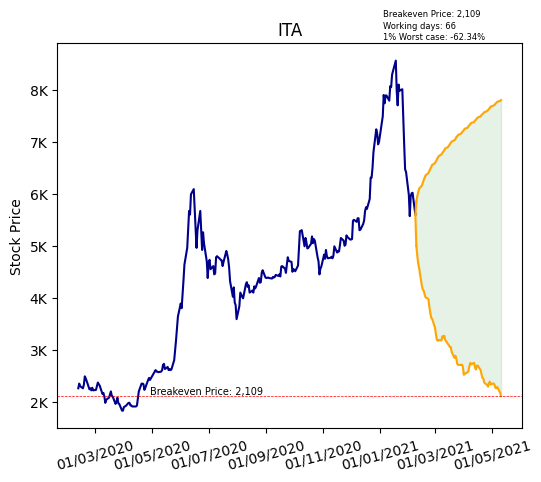 Breakeven Price: 2,109
Working days: 66
1% Worst case: -62.34%
ITA
Stock Price
8K
7K
6K
5K
4K
3K
2K
Breakeven Price: 2,109
01/03/2020
01/05/2020
01/07/2020
01/09/2020
01/11/2020
01/01/2021
01/03/2021
01/05/2021